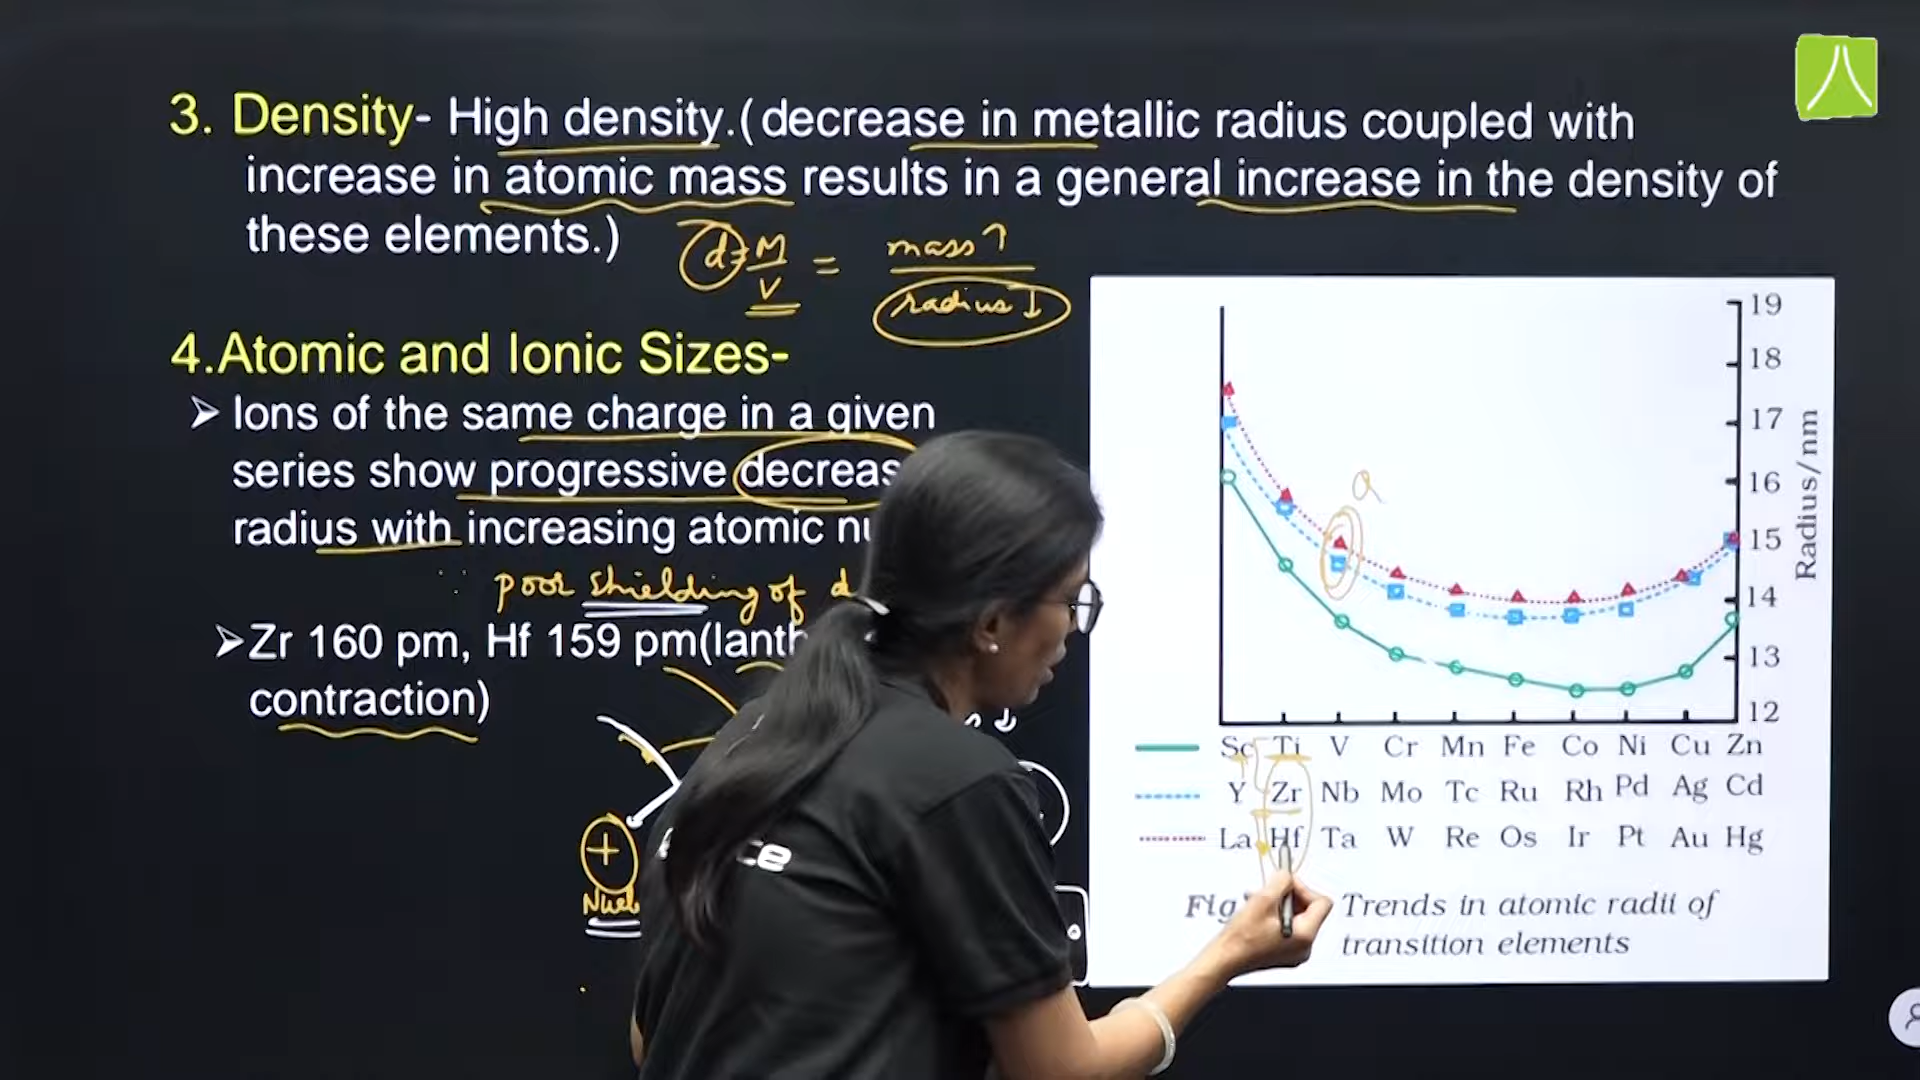 3. Density- High density.(decrease in metallic radius coupled with
increase in atomic mass results in a general increase in the density of
these elements.)
d=M/V = mass↑/radius↓
4.Atomic and Ionic Sizes-
➢ Ions of the same charge in a given
series show progressive decreas
radius with increasing atomic nu
∵ poor shielding of d
➢Zr 160 pm, Hf 159 pm(lanth
contraction)
+
19
18
17
16
15
14
13
12
Radius/nm
a
Sc Ti V Cr Mn Fe Co Ni Cu Zn
Y Zr Nb Mo Tc Ru Rh Pd Ag Cd
La Hf Ta W Re Os Ir Pt Au Hg
Fig Trends in atomic radii of
transition elements